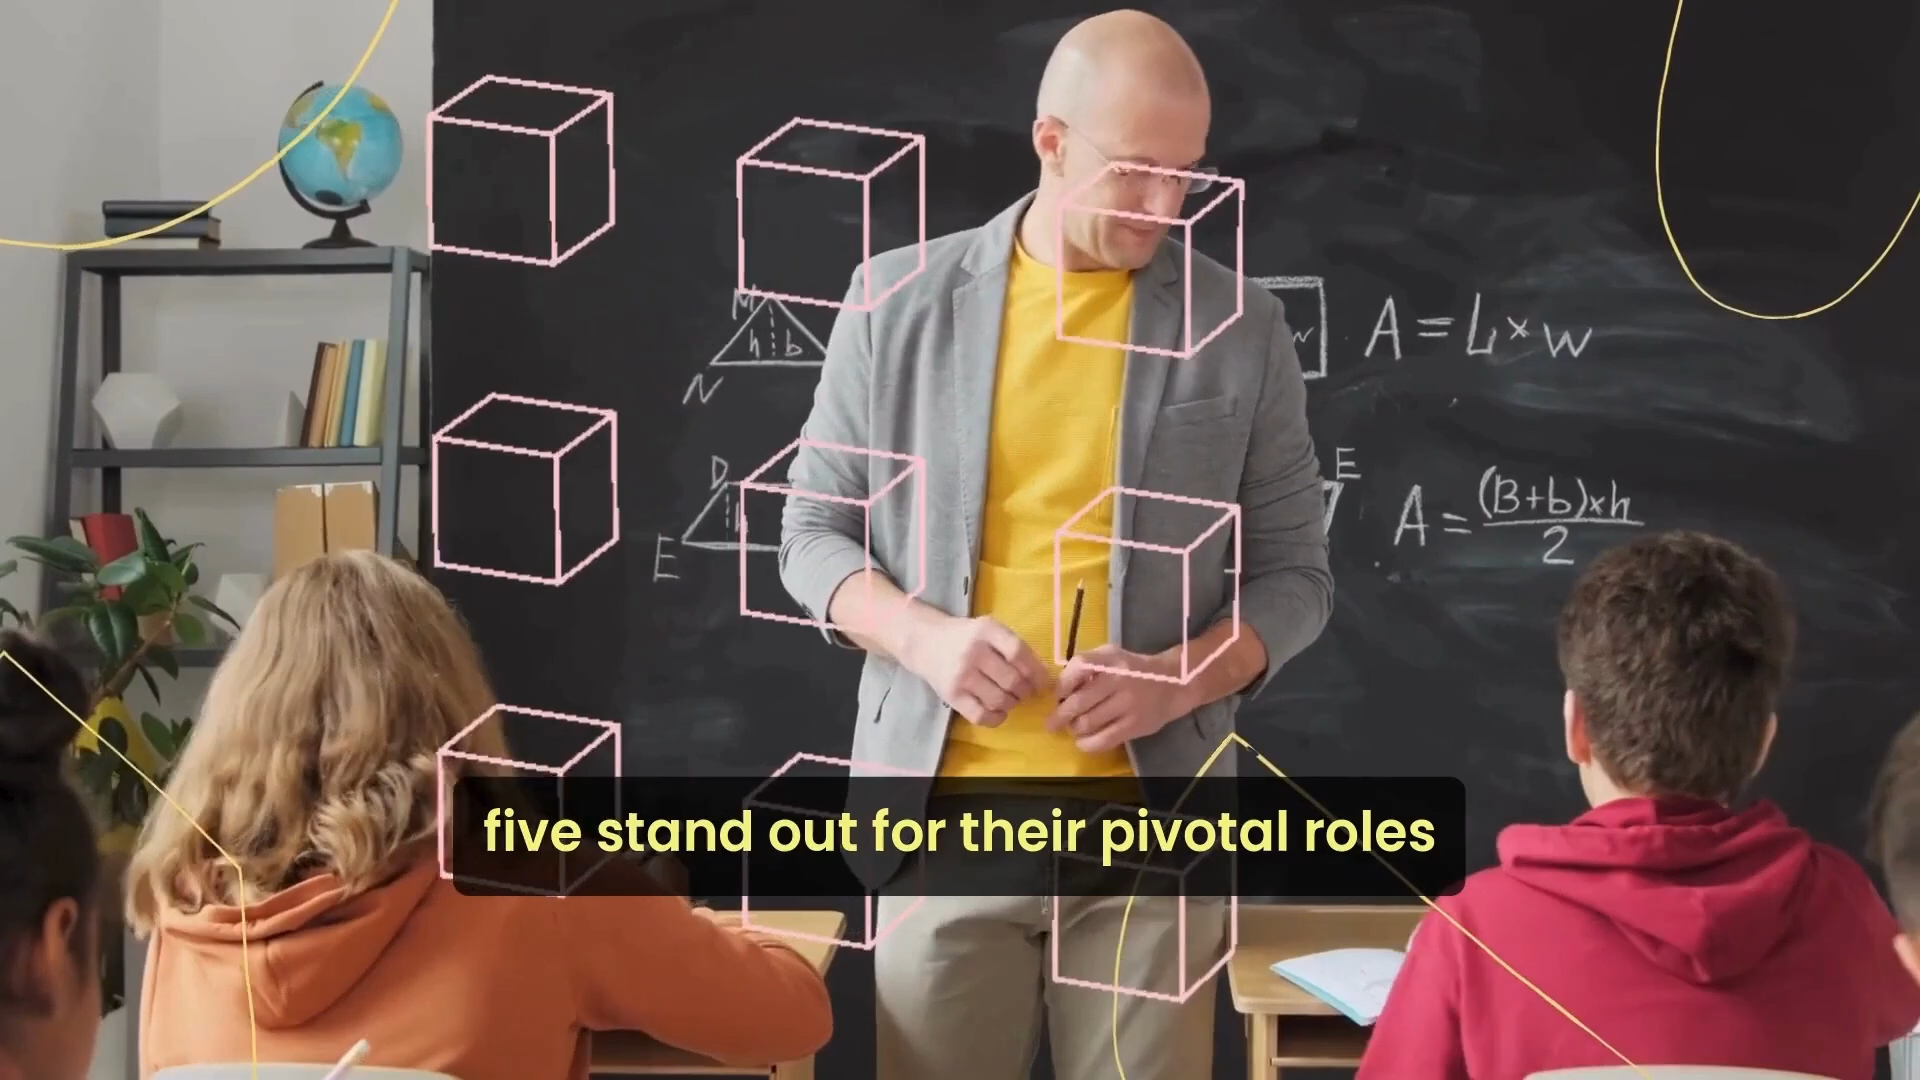 M
h b
N
A = L × w
D
E
E
A = (B+b)×h
2
five stand out for their pivotal roles